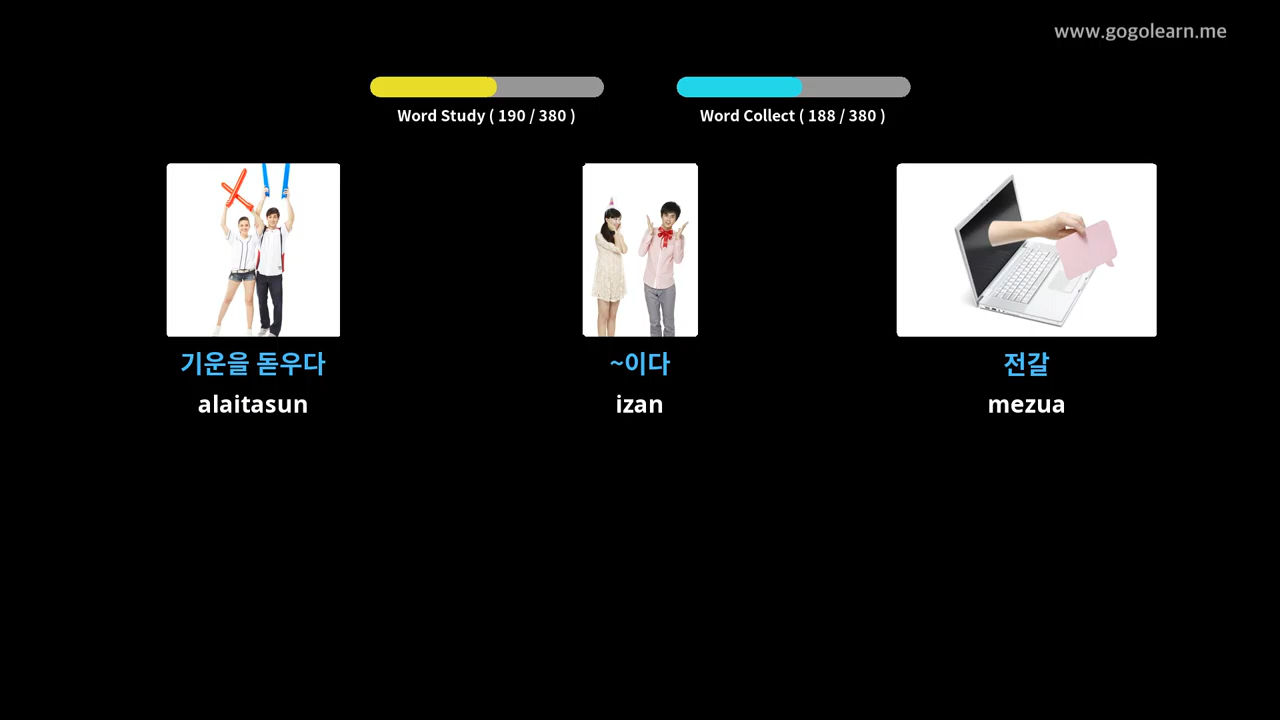 www.gogolearn.me
Word Study ( 190 / 380 )
Word Collect ( 188 / 380 )
기운을 돋우다
~이다
전갈
alaitasun
izan
mezua